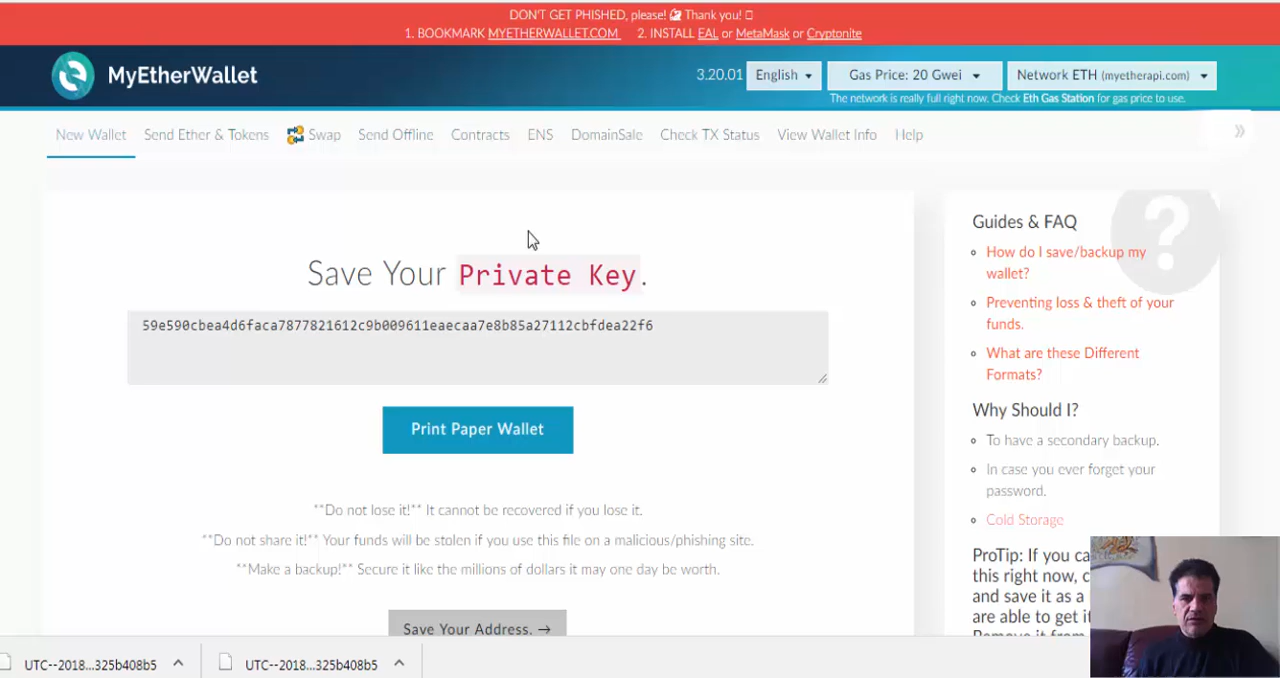 DON'T GET PHISHED, please! Thank you!
1. BOOKMARK MYETHERWALLET.COM 2. INSTALL EAL or MetaMask or Cryptonite
MyEtherWallet
3.20.01 English Gas Price: 20 Gwei Network ETH (myetherapi.com)
The network is really full right now. Check Eth Gas Station for gas price to use.
New Wallet Send Ether & Tokens Swap Send Offline Contracts ENS DomainSale Check TX Status View Wallet Info Help
Save Your Private Key.
59e590cbea4d6faca7877821612c9b009611eaecaa7e8b85a27112cbfdea22f6
Print Paper Wallet
**Do not lose it!** It cannot be recovered if you lose it.
**Do not share it!** Your funds will be stolen if you use this file on a malicious/phishing site.
**Make a backup!** Secure it like the millions of dollars it may one day be worth.
Save Your Address. →
Guides & FAQ
How do I save/backup my
wallet?
Preventing loss & theft of your
funds.
What are these Different
Formats?
Why Should I?
To have a secondary backup.
In case you ever forget your
password.
Cold Storage
ProTip: If you ca
this right now, c
and save it as a
are able to get it
Remove it from
UTC--2018...325b408b5
UTC--2018...325b408b5